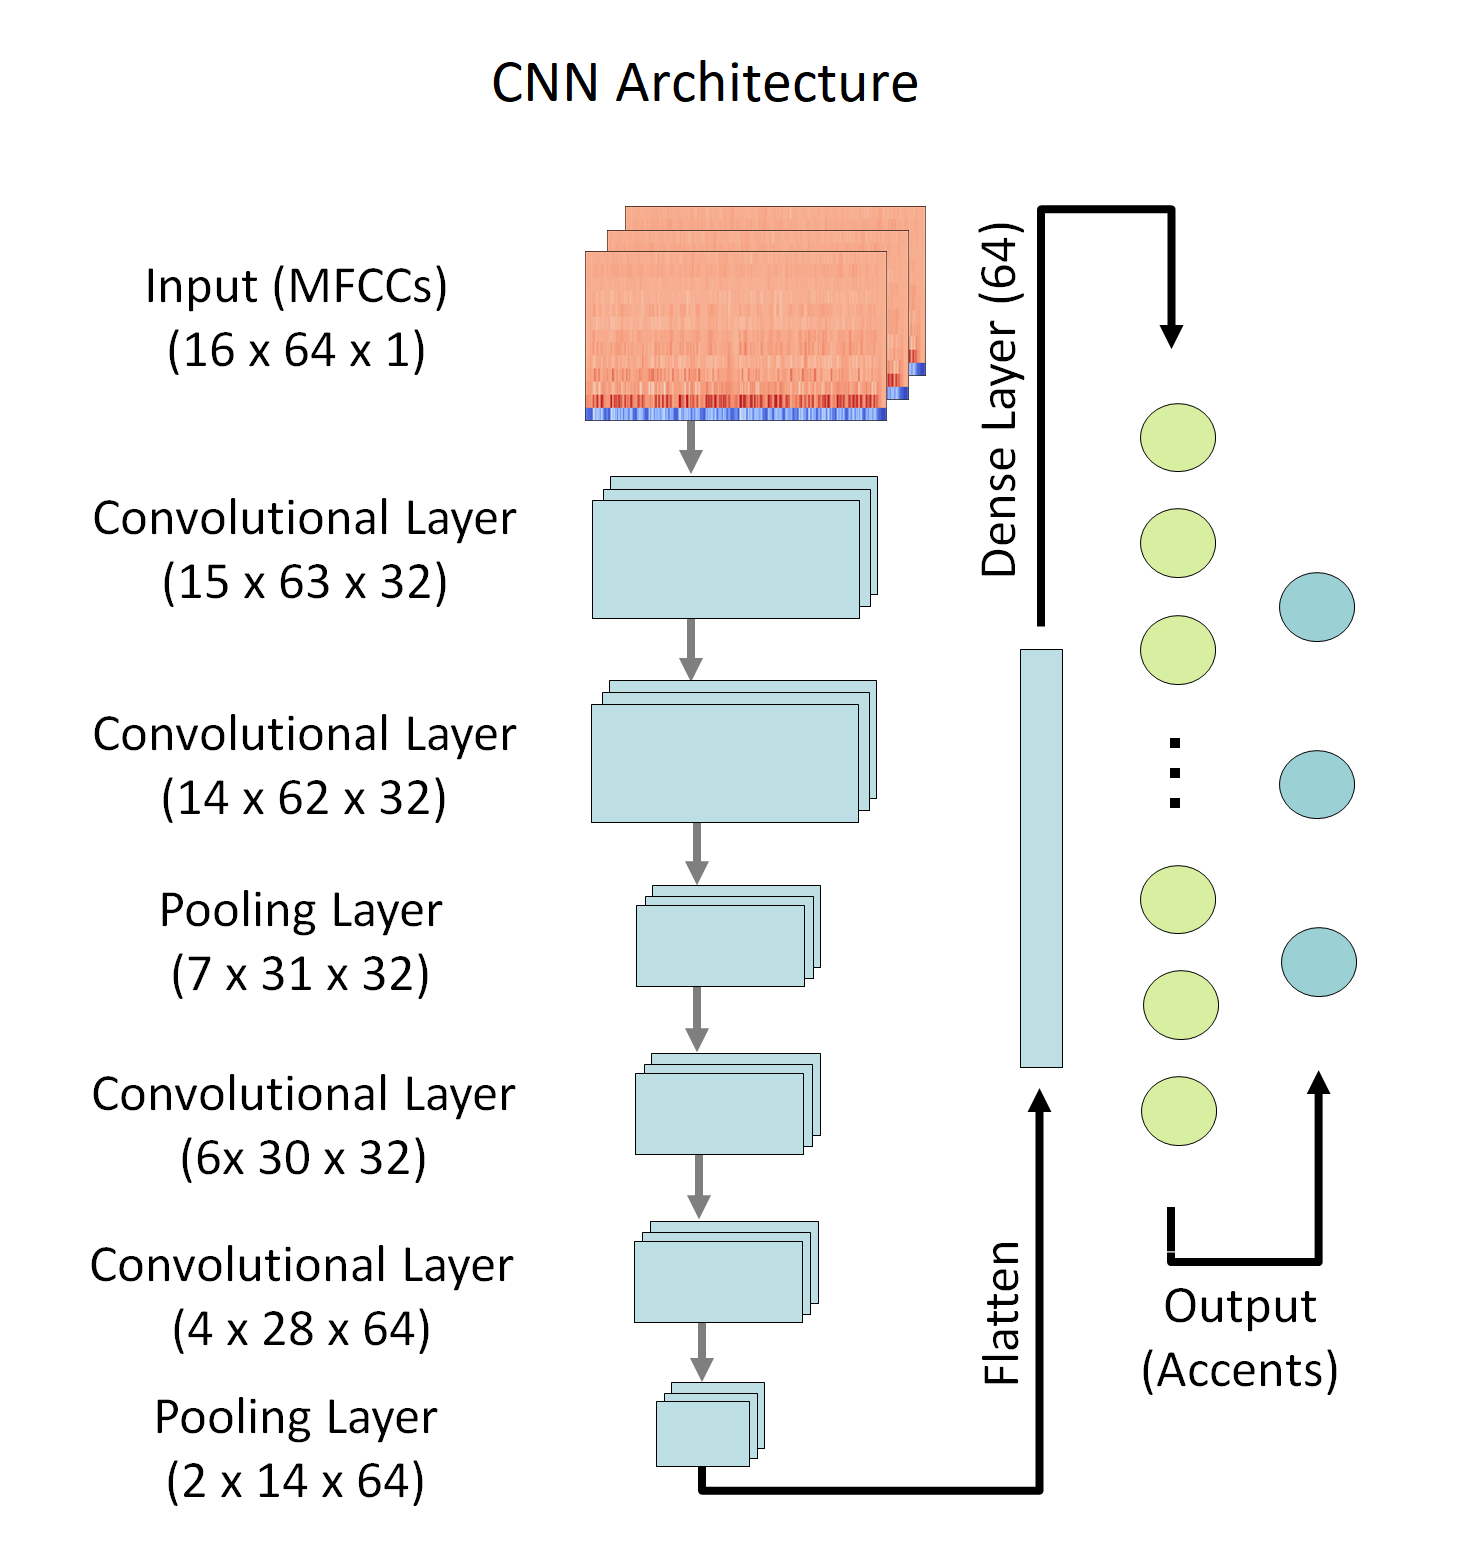 CNN Architecture
Input (MFCCs)
(16 x 64 x 1)
Convolutional Layer
(15 x 63 x 32)
Convolutional Layer
(14 x 62 x 32)
Pooling Layer
(7 x 31 x 32)
Convolutional Layer
(6x 30 x 32)
Convolutional Layer
(4 x 28 x 64)
Pooling Layer
(2 x 14 x 64)
Flatten
Dense Layer (64)
Output
(Accents)